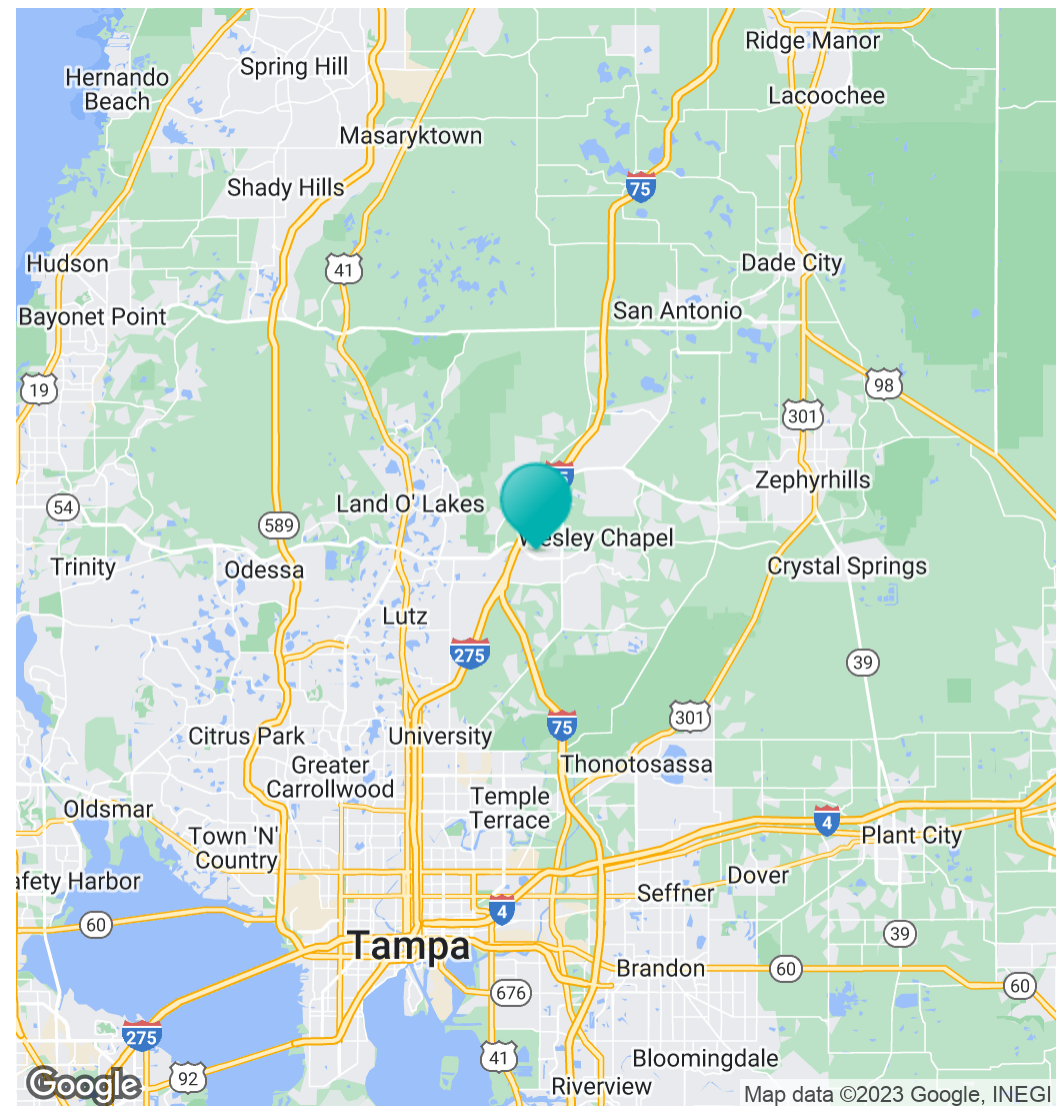 Ridge Manor
Spring Hill
Hernando
Beach
Lacoochee
Masaryktown
Shady Hills
75
Hudson
41
Dade City
Bayonet Point
San Antonio
19
98
301
Zephyrhills
Land O' Lakes
54
589
Wesley Chapel
Trinity
Odessa
Crystal Springs
Lutz
275
39
301
75
Citrus Park
University
Greater
Carrollwood
Thonotosassa
Temple
Terrace
Oldsmar
4
Town 'N'
Country
Plant City
afety Harbor
Dover
Seffner
4
60
39
Tampa
Brandon
60
60
676
275
41
Bloomingdale
92
Riverview
Google
Map data ©2023 Google, INEGI